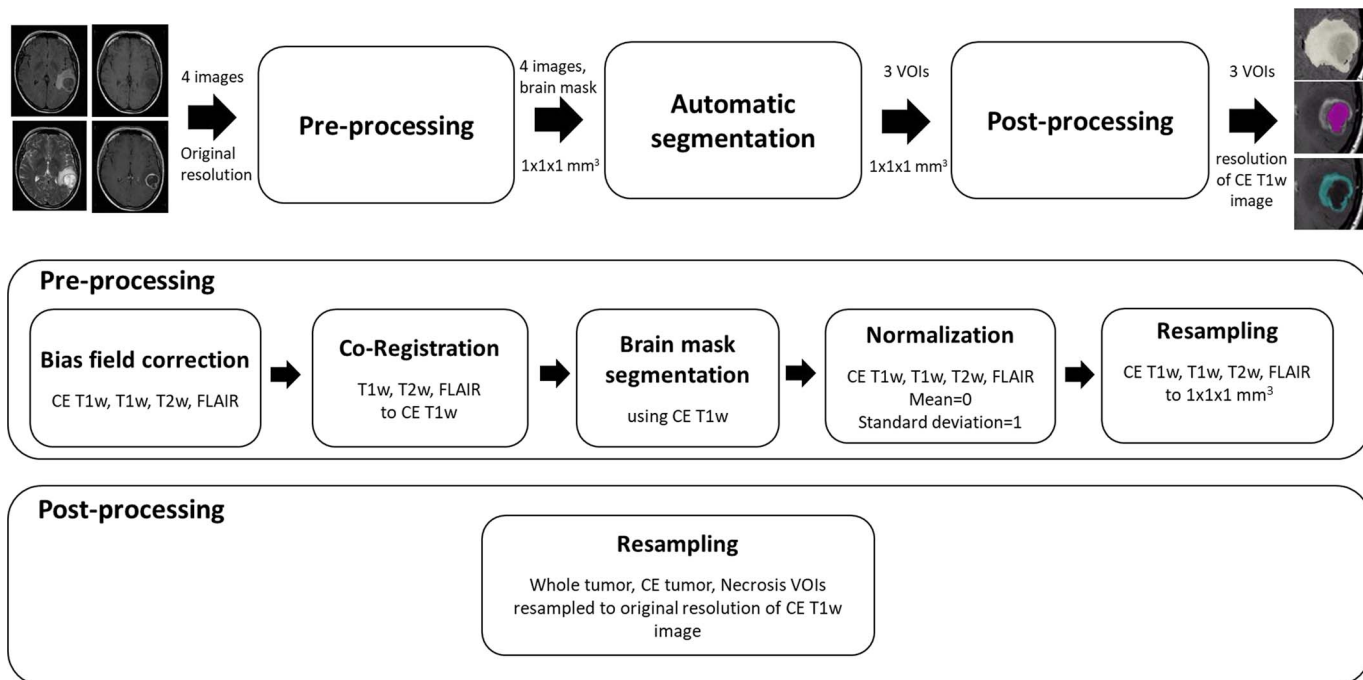 4 images
Original
resolution
Pre-processing
4 images,
brain mask
1x1x1 mm³
Automatic
segmentation
3 VOIs
1x1x1 mm³
Post-processing
3 VOIs
resolution
of CE T1w
image
Pre-processing
Bias field correction
CE T1w, T1w, T2w, FLAIR
Co-Registration
T1w, T2w, FLAIR
to CE T1w
Brain mask
segmentation
using CE T1w
Normalization
CE T1w, T1w, T2w, FLAIR
Mean=0
Standard deviation=1
Resampling
CE T1w, T1w, T2w, FLAIR
to 1x1x1 mm³
Post-processing
Resampling
Whole tumor, CE tumor, Necrosis VOIs
resampled to original resolution of CE T1w
image